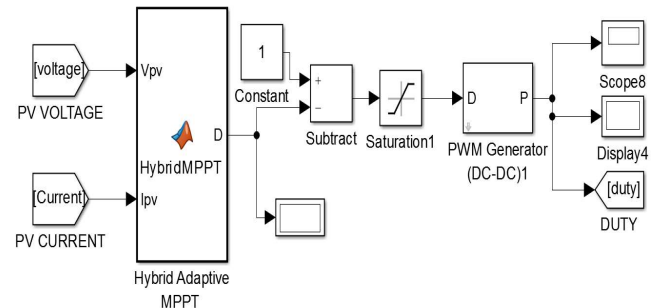 [voltage]
PV VOLTAGE
[Current]
PV CURRENT
Vpv
Ipv
HybridMPPT
D
Hybrid Adaptive
MPPT
1
Constant
+
−
Subtract
Saturation1
D
P
PWM Generator
(DC-DC)1
Scope8
Display4
[duty]
DUTY